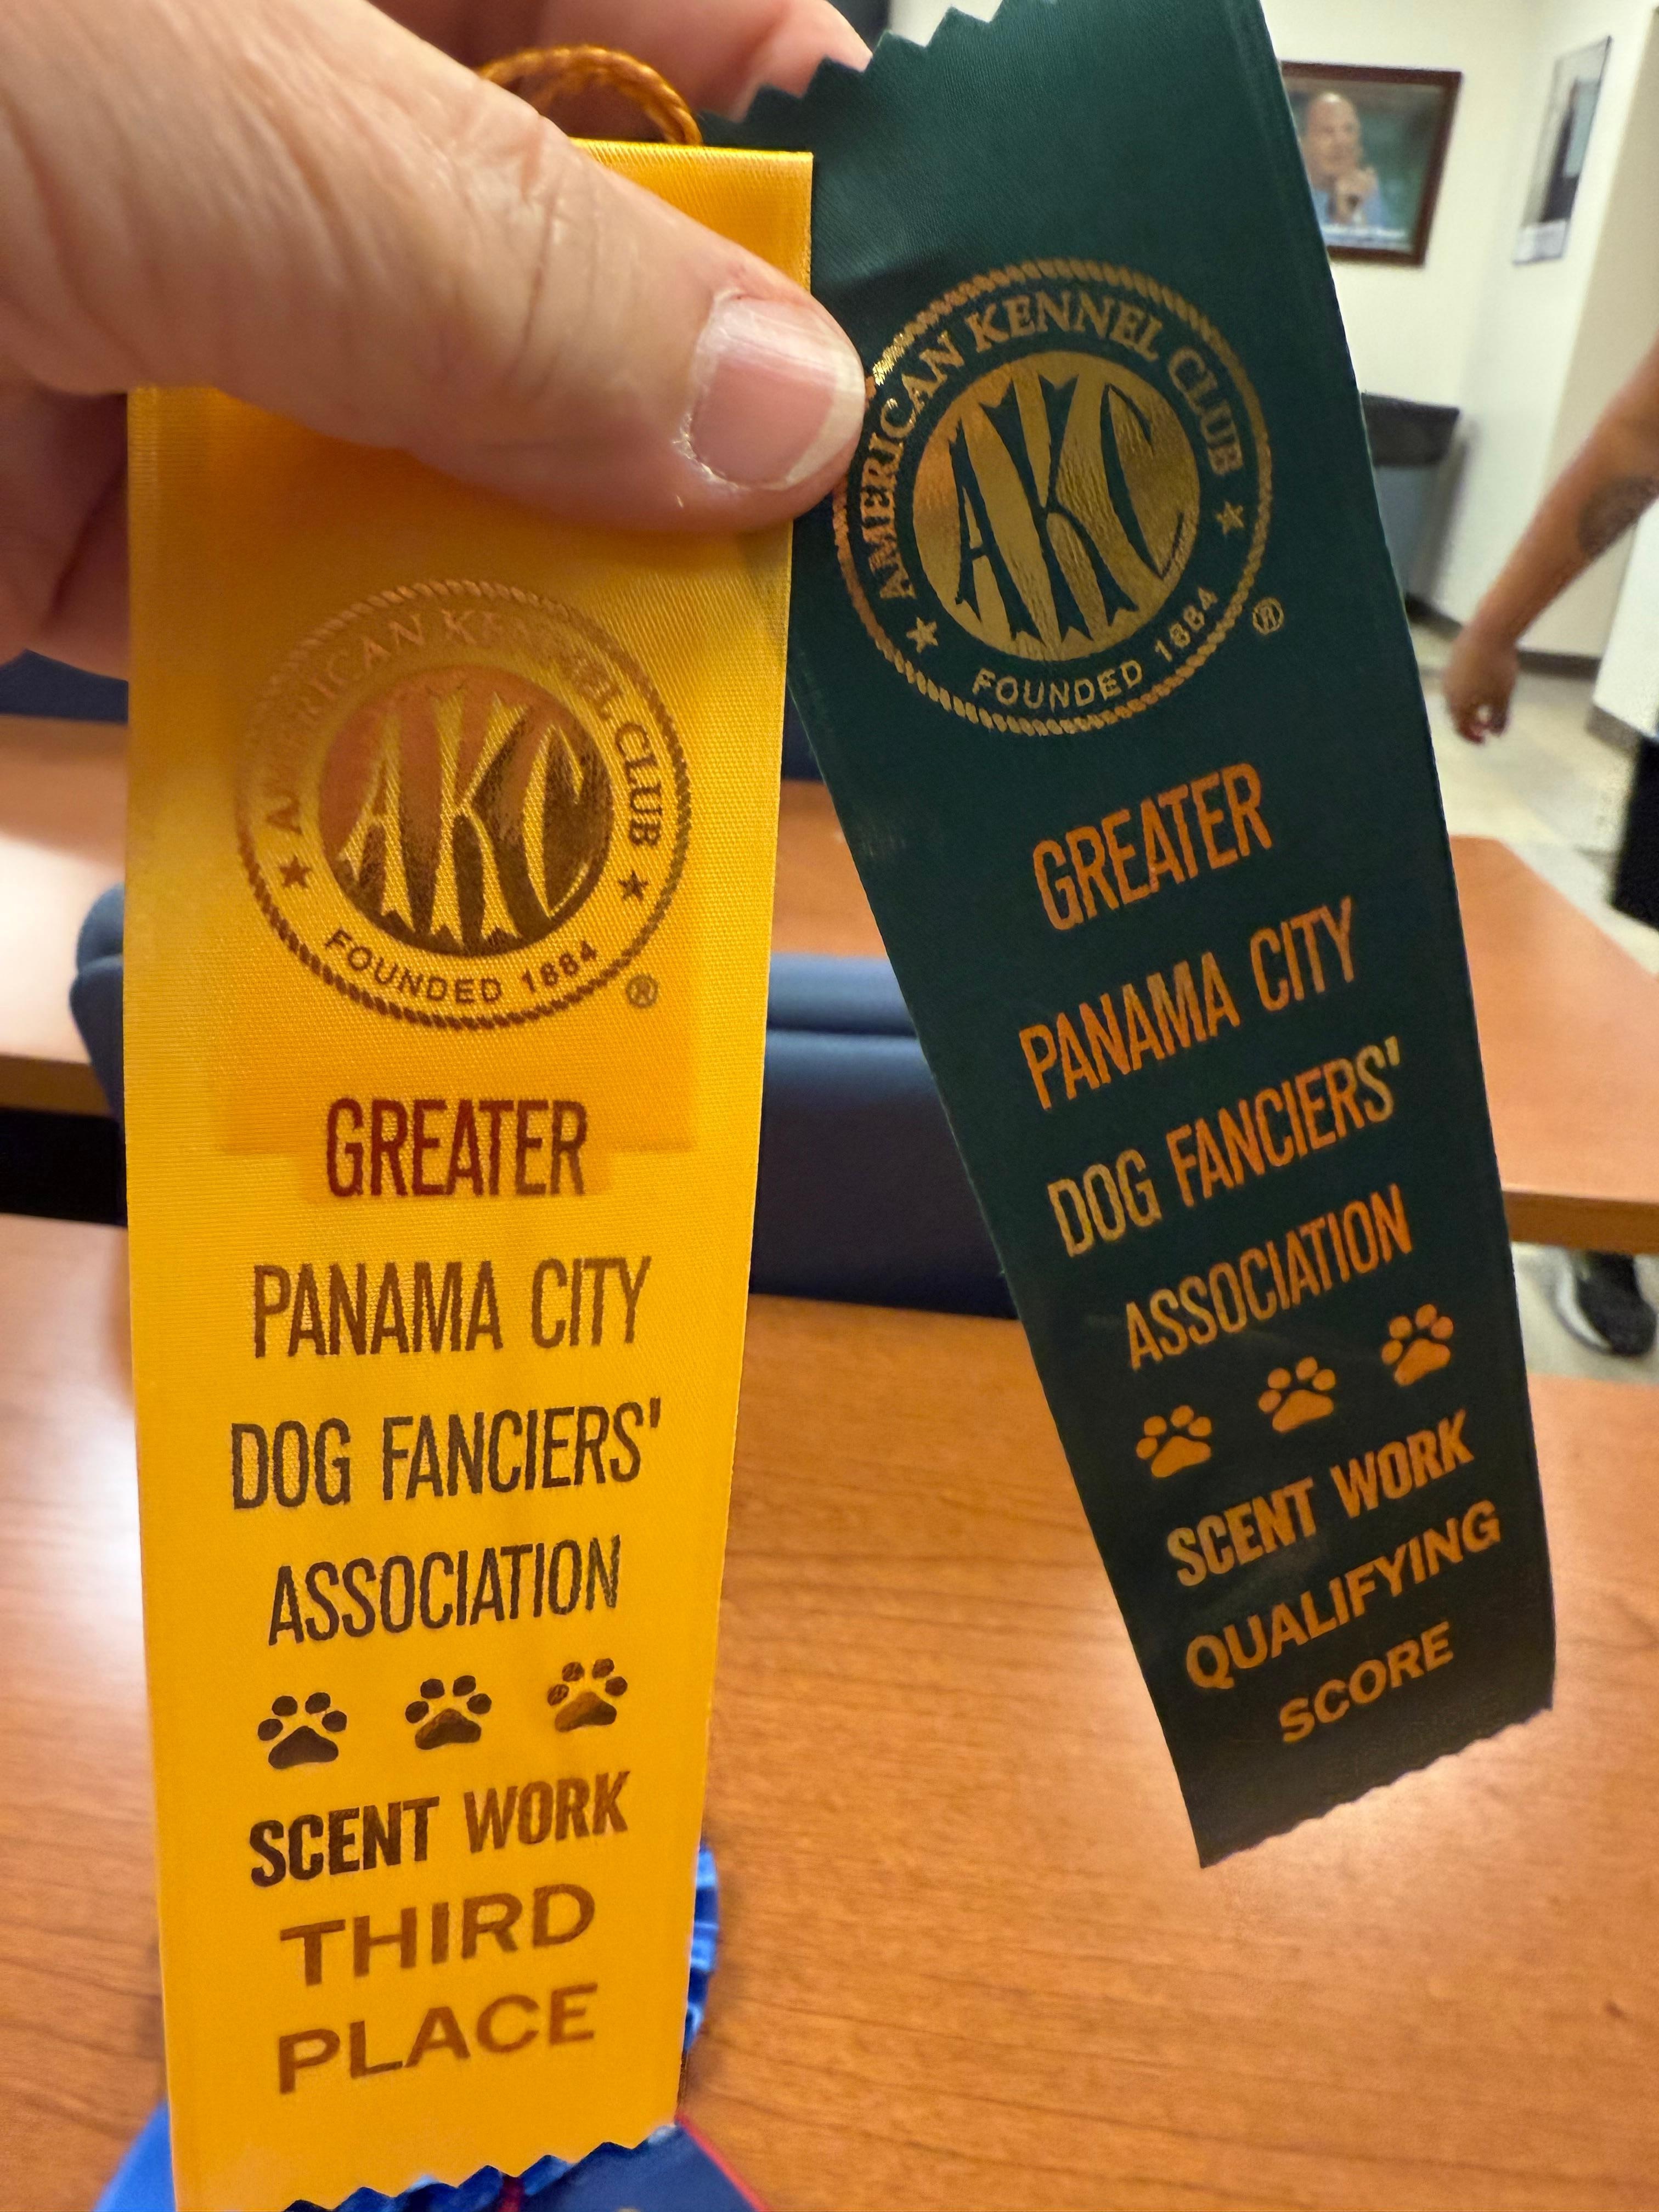 AMERICAN KENNEL CLUB
AKC
FOUNDED 1884
®
GREATER
PANAMA CITY
DOG FANCIERS'
ASSOCIATION
SCENT WORK
THIRD
PLACE
AMERICAN KENNEL CLUB
AKC
FOUNDED 1884
®
GREATER
PANAMA CITY
DOG FANCIERS'
ASSOCIATION
SCENT WORK
QUALIFYING
SCORE